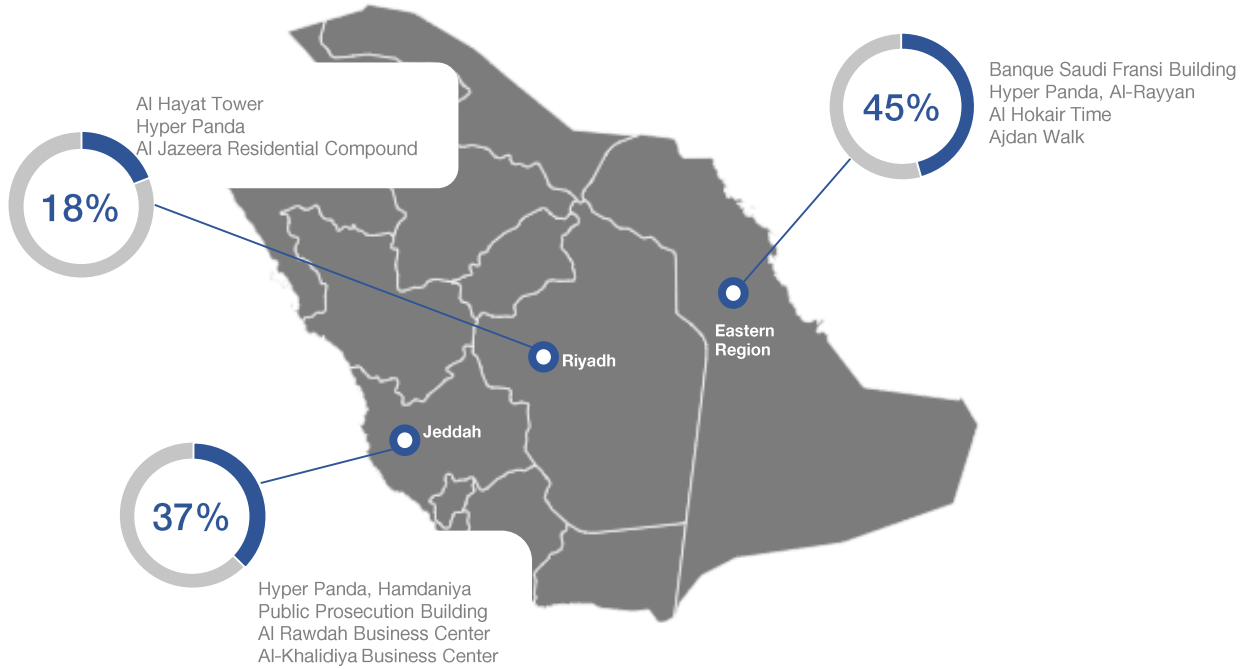 Al Hayat Tower
Hyper Panda
Al Jazeera Residential Compound
18%
45%
Banque Saudi Fransi Building
Hyper Panda, Al-Rayyan
Al Hokair Time
Ajdan Walk
Eastern
Region
Riyadh
Jeddah
37%
Hyper Panda, Hamdaniya
Public Prosecution Building
Al Rawdah Business Center
Al-Khalidiya Business Center